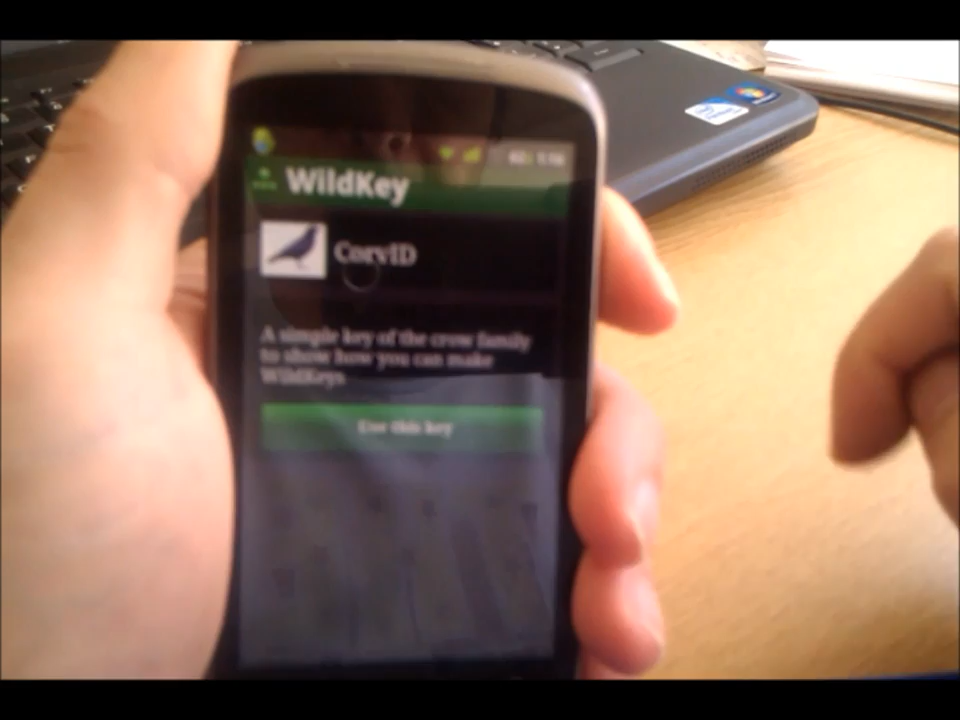 WildKey
CorvID
A simple key of the crow family
to show how you can make
WildKeys
Use this key